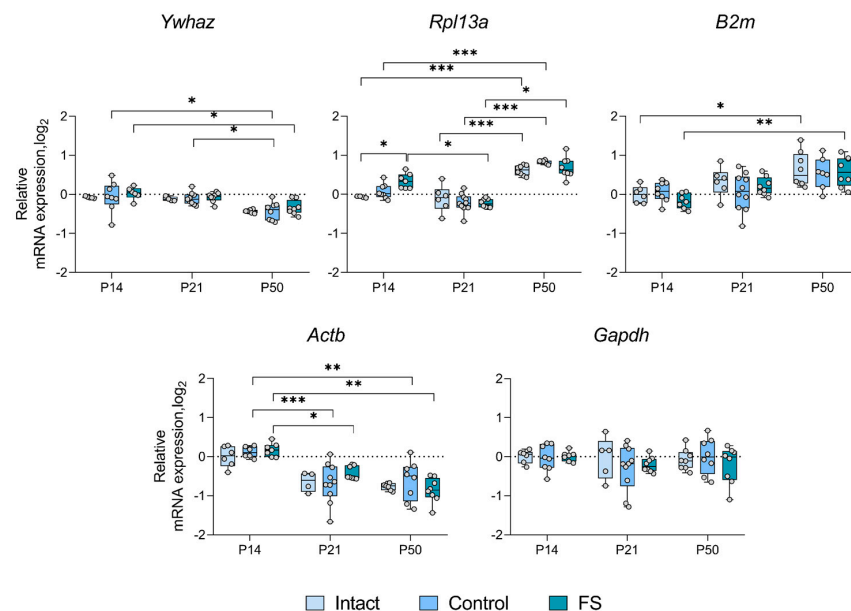 Ywhaz Rpl13a B2m
*** 
*** 
* * * 
* *** ** 
* *** 
* * 
2 2 2
1 1 1
0 0 0
-1 -1 -1
-2 -2 -2
Relative
mRNA expression,log2
P14 P21 P50 P14 P21 P50 P14 P21 P50
Actb Gapdh
**
**
***
*
2 2
1 1
0 0
-1 -1
-2 -2
Relative
mRNA expression,log2
P14 P21 P50 P14 P21 P50
Intact Control FS